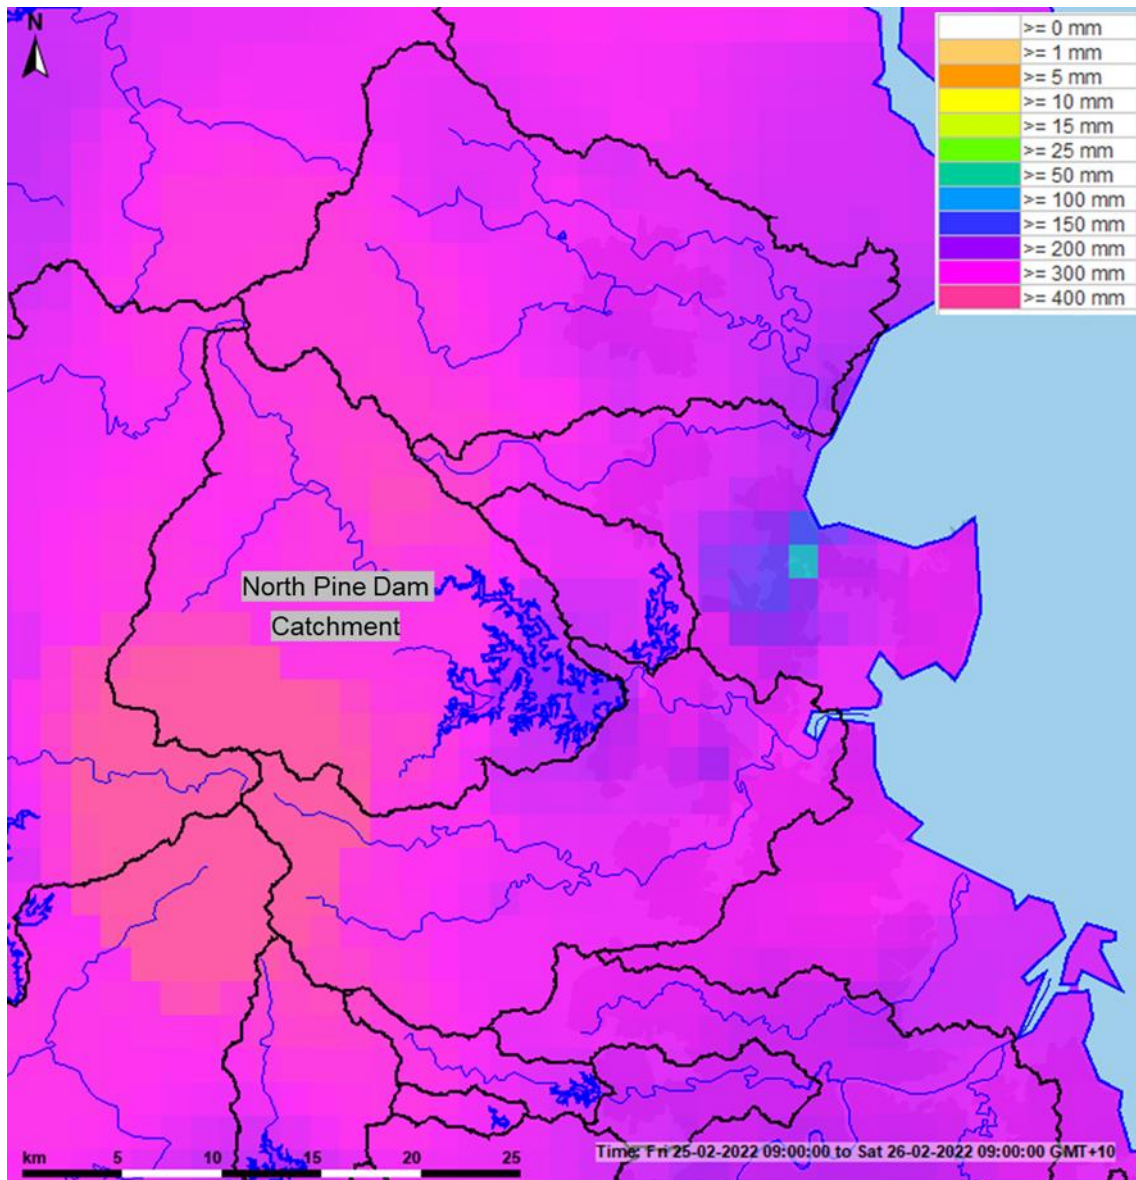 N
>= 0 mm
>= 1 mm
>= 5 mm
>= 10 mm
>= 15 mm
>= 25 mm
>= 50 mm
>= 100 mm
>= 150 mm
>= 200 mm
>= 300 mm
>= 400 mm
North Pine Dam
Catchment
km 5 10 15 20 25
Time: Fri 25-02-2022 09:00:00 to Sat 26-02-2022 09:00:00 GMT+10